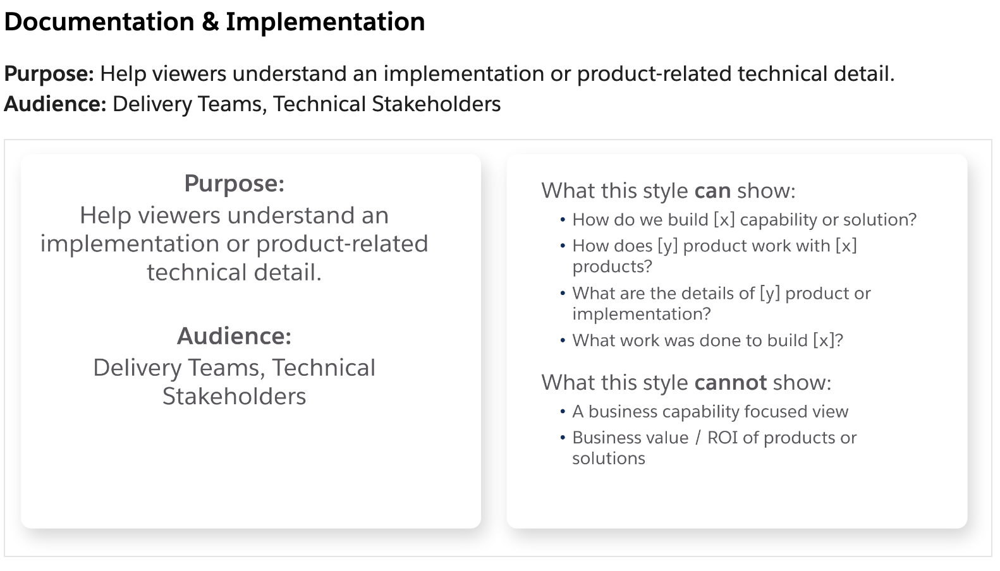 Documentation & Implementation
Purpose: Help viewers understand an implementation or product-related technical detail.
Audience: Delivery Teams, Technical Stakeholders
Purpose:
Help viewers understand an
implementation or product-related
technical detail.
Audience:
Delivery Teams, Technical
Stakeholders
What this style can show:
• How do we build [x] capability or solution?
• How does [y] product work with [x]
products?
• What are the details of [y] product or
implementation?
• What work was done to build [x]?
What this style cannot show:
• A business capability focused view
• Business value / ROI of products or
solutions